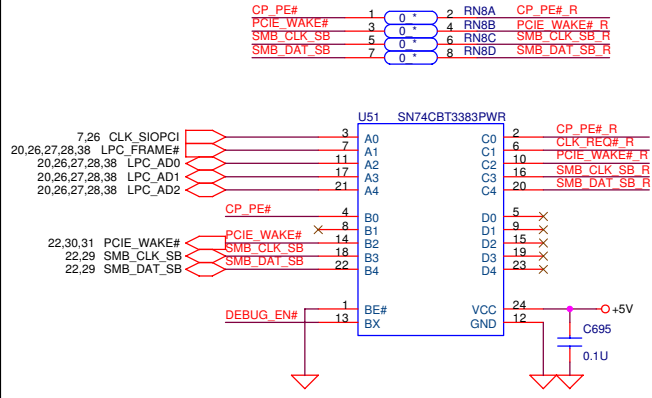 CP_PE# 1 0_* 2 RN8A CP_PE#_R
PCIE_WAKE# 3 0_* 4 RN8B PCIE_WAKE#_R
SMB_CLK_SB 5 0_* 6 RN8C SMB_CLK_SB_R
SMB_DAT_SB 7 0_* 8 RN8D SMB_DAT_SB_R
U51 SN74CBT3383PWR
7,26 CLK_SIOPCI 3 A0 C0 2 CP_PE#_R
20,26,27,28,38 LPC_FRAME# 7 A1 C1 6 CLK_REQ#_R
20,26,27,28,38 LPC_AD0 11 A2 C2 10 PCIE_WAKE#_R
20,26,27,28,38 LPC_AD1 17 A3 C3 16 SMB_CLK_SB_R
20,26,27,28,38 LPC_AD2 21 A4 C4 20 SMB_DAT_SB_R
CP_PE# 4 B0 D0 5
8 B1 D1 9
22,30,31 PCIE_WAKE# PCIE_WAKE# 14 B2 D2 15
22,29 SMB_CLK_SB SMB_CLK_SB 18 B3 D3 19
22,29 SMB_DAT_SB SMB_DAT_SB 22 B4 D4 23
1 BE# VCC 24 +5V
DEBUG_EN# 13 BX GND 12
C695
0.1U